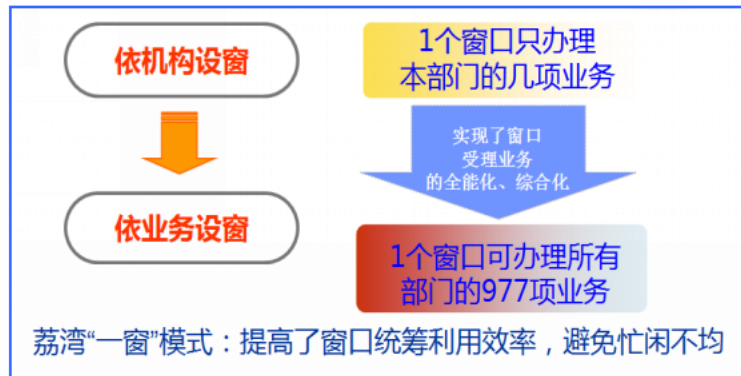 依机构设窗
1个窗口只办理
本部门的几项业务
实现了窗口
受理业务
的全能化、综合化
依业务设窗
1个窗口可办理所有
部门的977项业务
荔湾“一窗”模式：提高了窗口统筹利用效率，避免忙闲不均